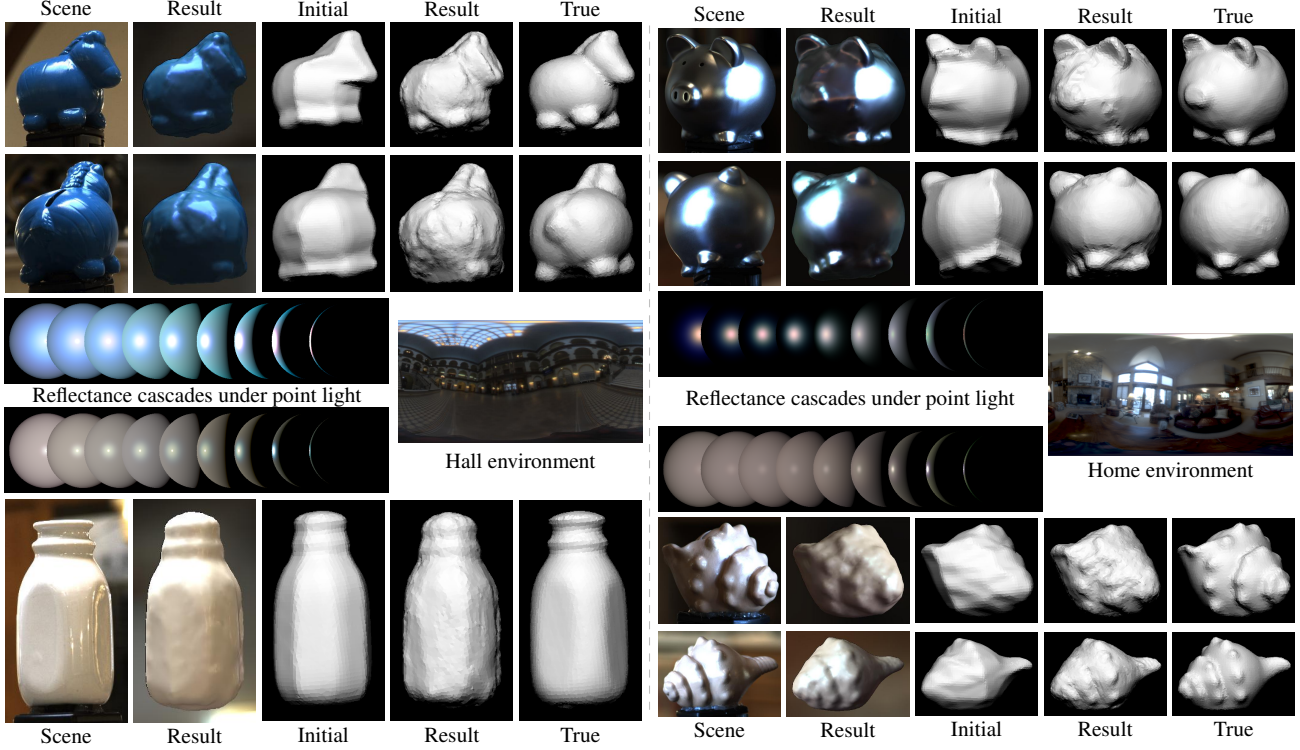 Scene Result Initial Result True
Reflectance cascades under point light
Hall environment
Scene Result Initial Result True
Scene Result Initial Result True
Reflectance cascades under point light
Home environment
Scene Result Initial Result True